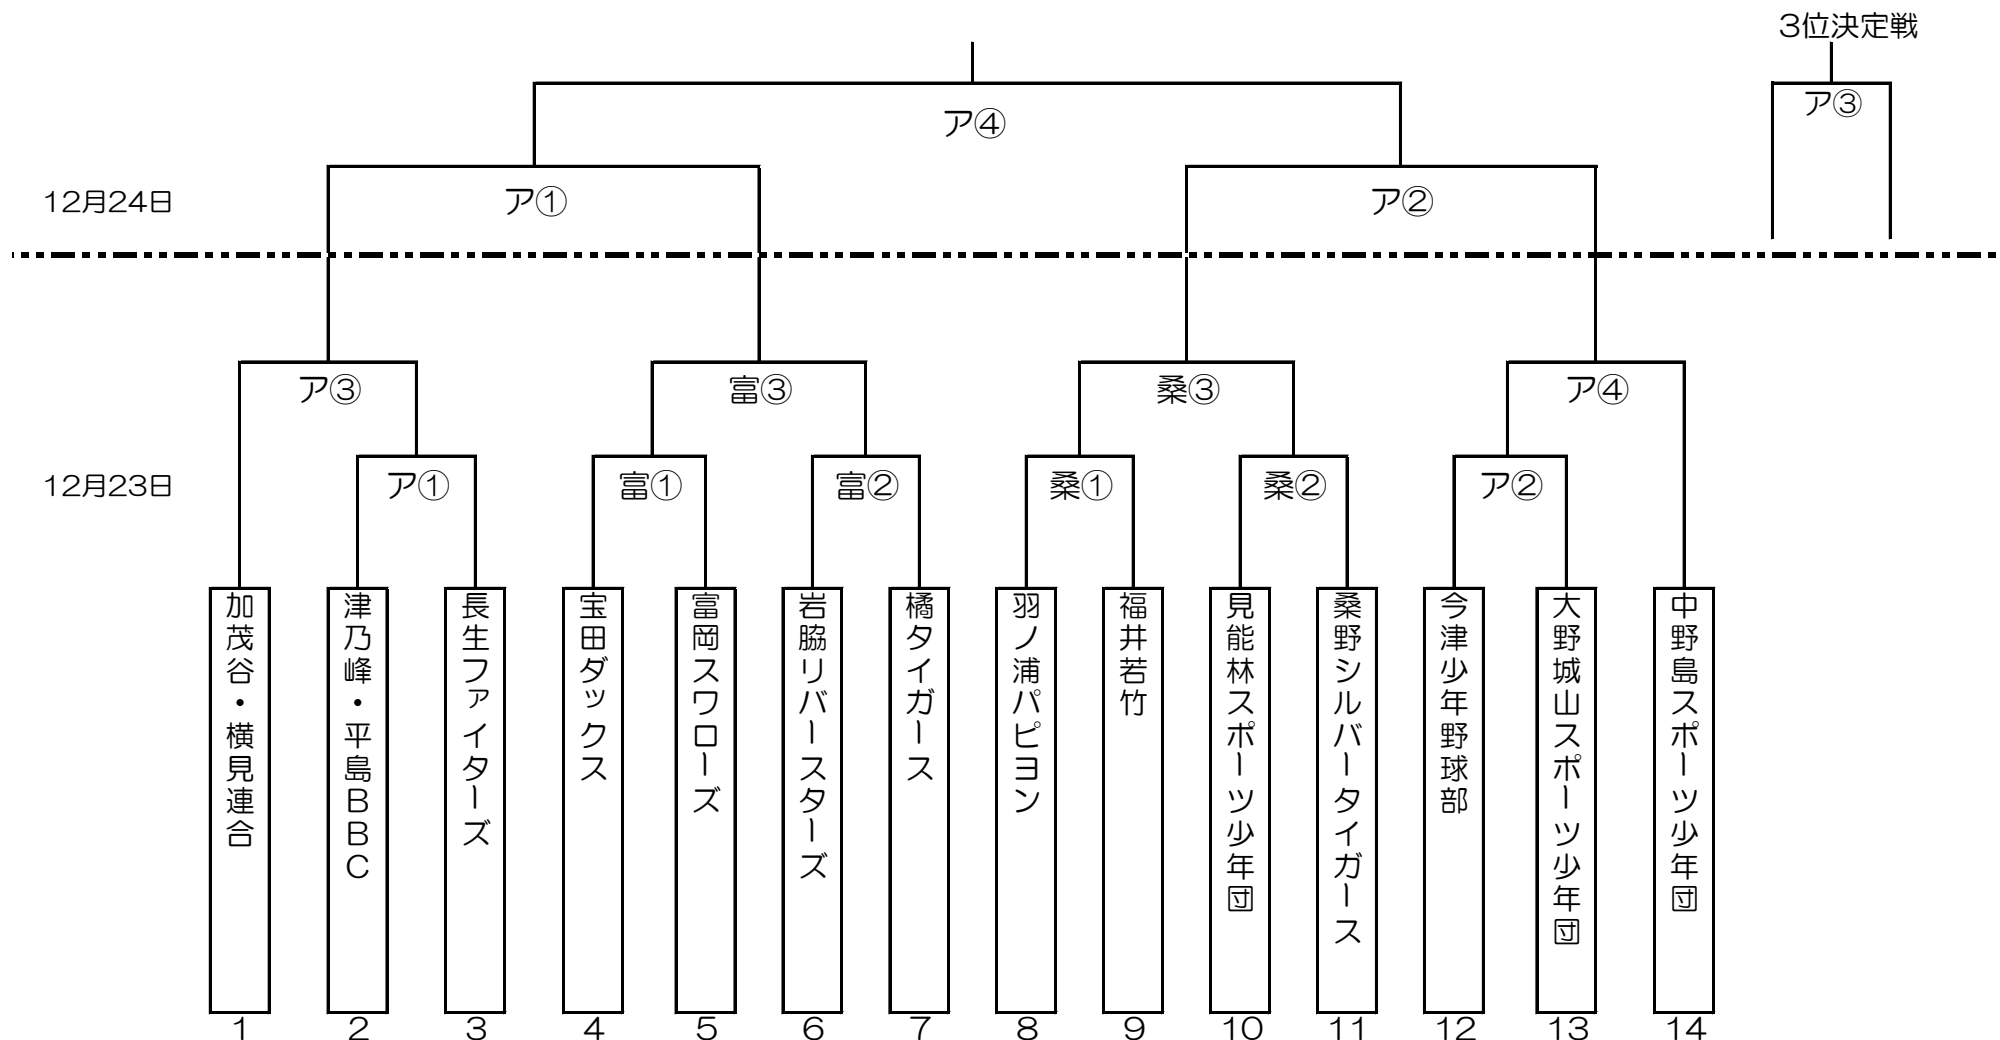 3位決定戦
ア③
ア④
12月24日
ア①
ア②
ア③
富③
桑③
ア④
12月23日
ア①
富①
富②
桑①
桑②
ア②
加茂谷・横見連合
津乃峰・平島BBC
長生ファイターズ
宝田ダックス
富岡スワローズ
岩脇リバースターズ
橘タイガース
羽ノ浦パピヨン
福井若竹
見能林スポーツ少年団
桑野シルバータイガース
今津少年野球部
大野城山スポーツ少年団
中野島スポーツ少年団
1 2 3 4 5 6 7 8 9 10 11 12 13 14